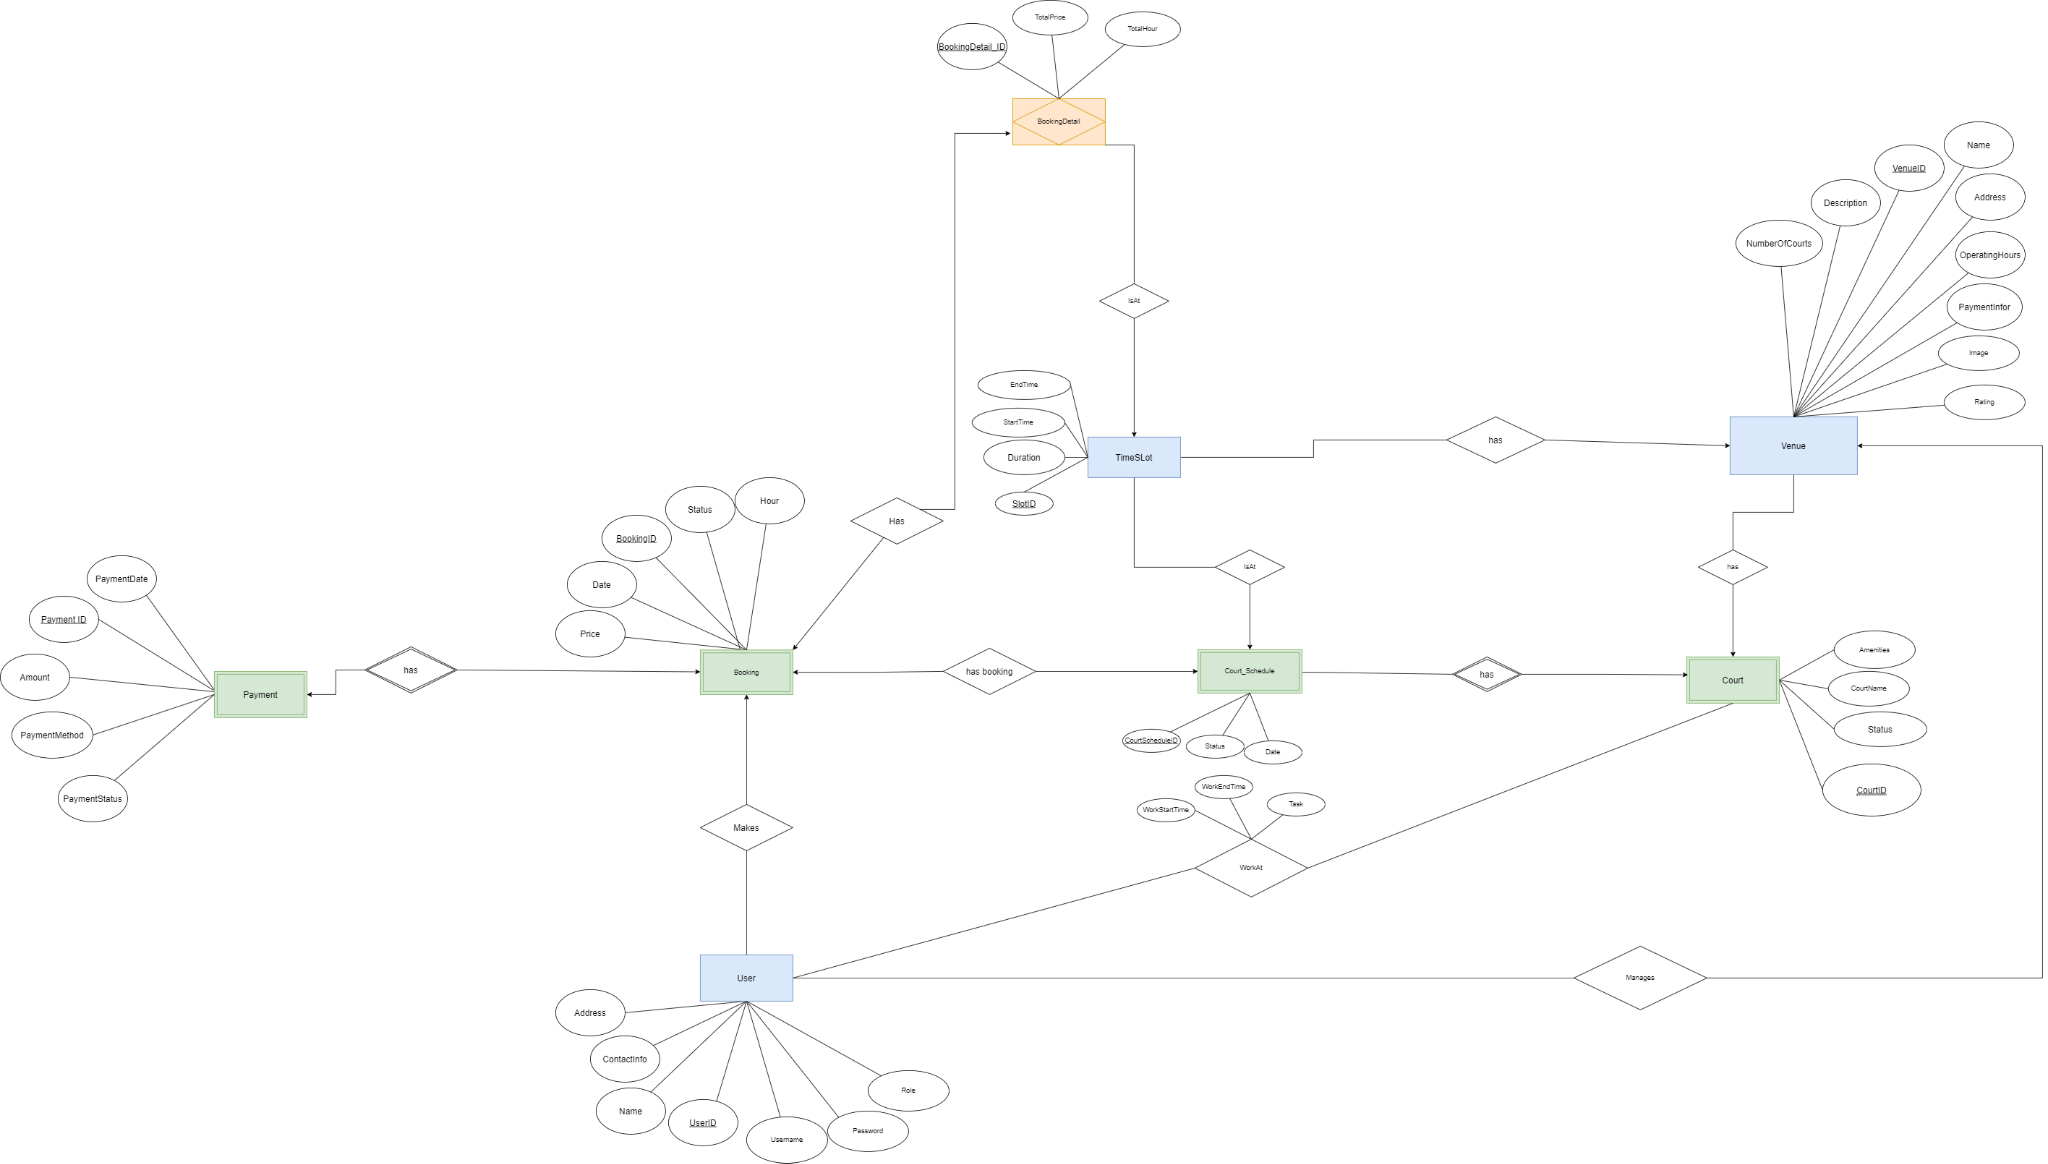 TotalPrice
TotalHour
BookingDetail_ID
BookingDetail
Name
VenueID
Address
Description
NumberOfCourts
OperatingHours
IsAt
PaymentInfor
Image
EndTime
Rating
StartTime
has
Venue
Duration
TimeSLot
SlotID
Hour
Status
Has
BookingID
IsAt
has
PaymentDate
Date
Payment ID
Price
Amenities
has
Booking
has booking
Court_Schedule
has
Court
Amount
CourtName
Payment
Status
PaymentMethod
CourtScheduleID
Status
Date
WorkEndTime
CourtID
PaymentStatus
WorkStartTime
Task
Makes
WorkAt
User
Manages
Address
ContactInfo
Role
Name
UserID
Password
Username